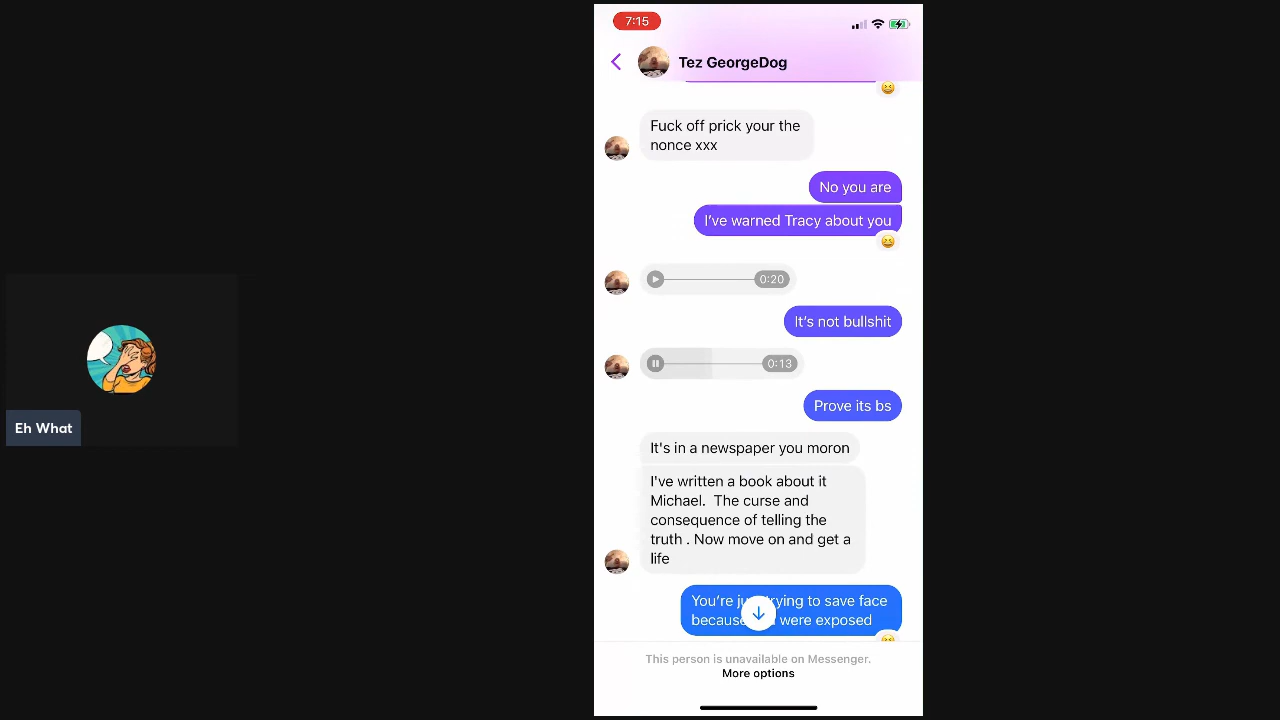 7:15
Tez GeorgeDog
Fuck off prick your the
nonce xxx
No you are
I've warned Tracy about you
0:20
It's not bullshit
0:13
Prove its bs
It's in a newspaper you moron
I've written a book about it
Michael.  The curse and
consequence of telling the
truth . Now move on and get a
life
You're trying to save face
because were exposed
This person is unavailable on Messenger.
More options
Eh What